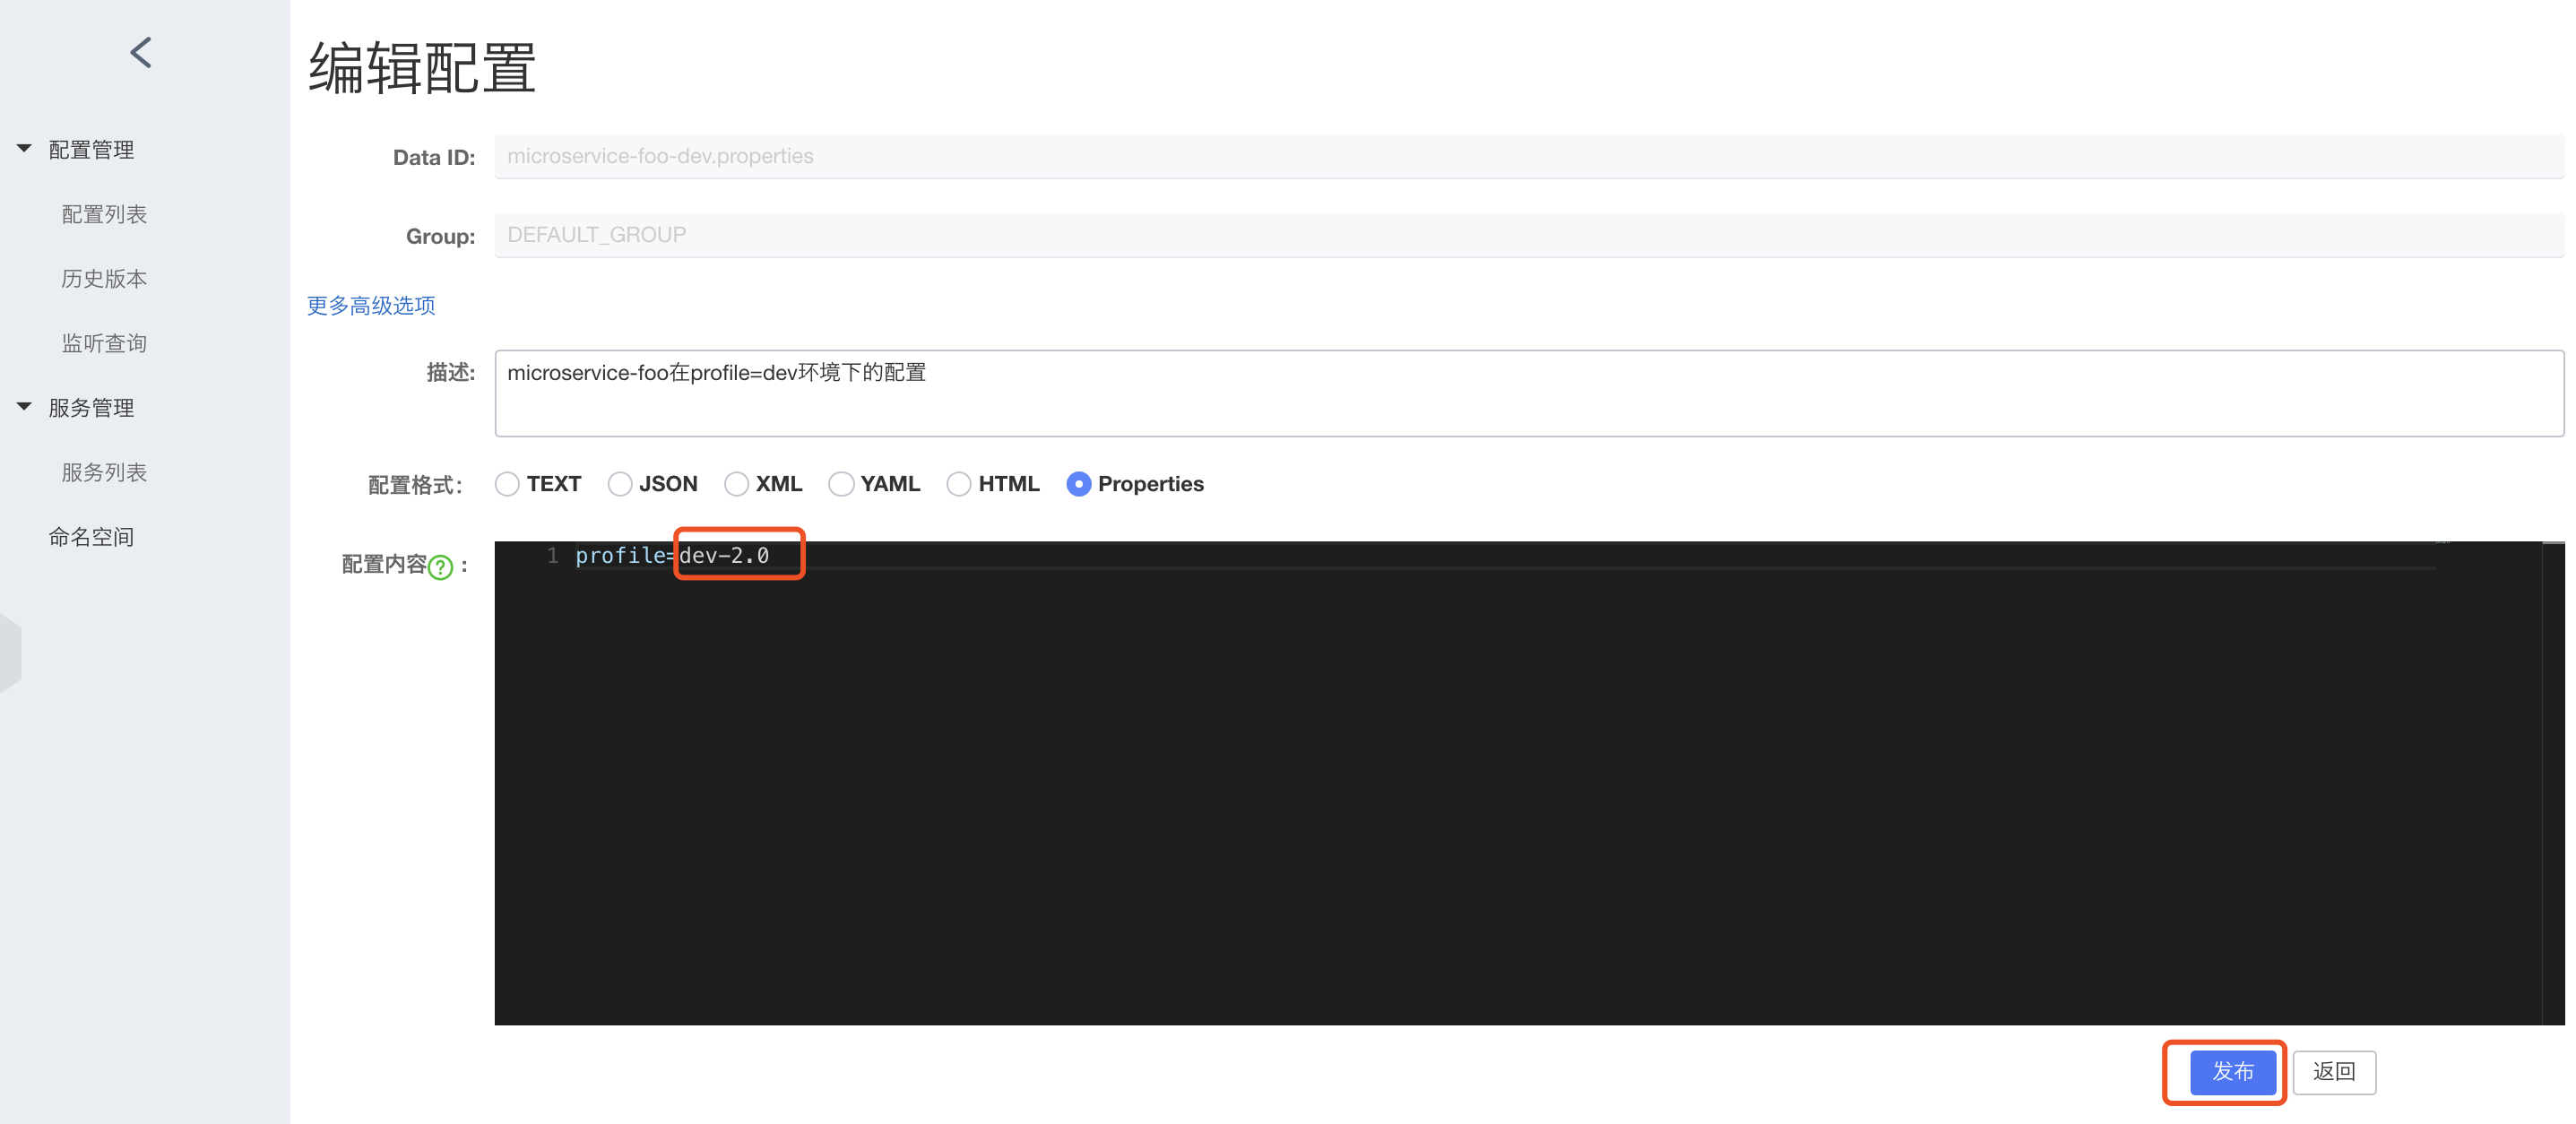 编辑配置
配置管理
配置列表
历史版本
监听查询
服务管理
服务列表
命名空间
Data ID: microservice-foo-dev.properties
Group: DEFAULT_GROUP
更多高级选项
描述: microservice-foo在profile=dev环境下的配置
配置格式: TEXT JSON XML YAML HTML Properties
配置内容?: 1 profile=dev-2.0
发布 返回